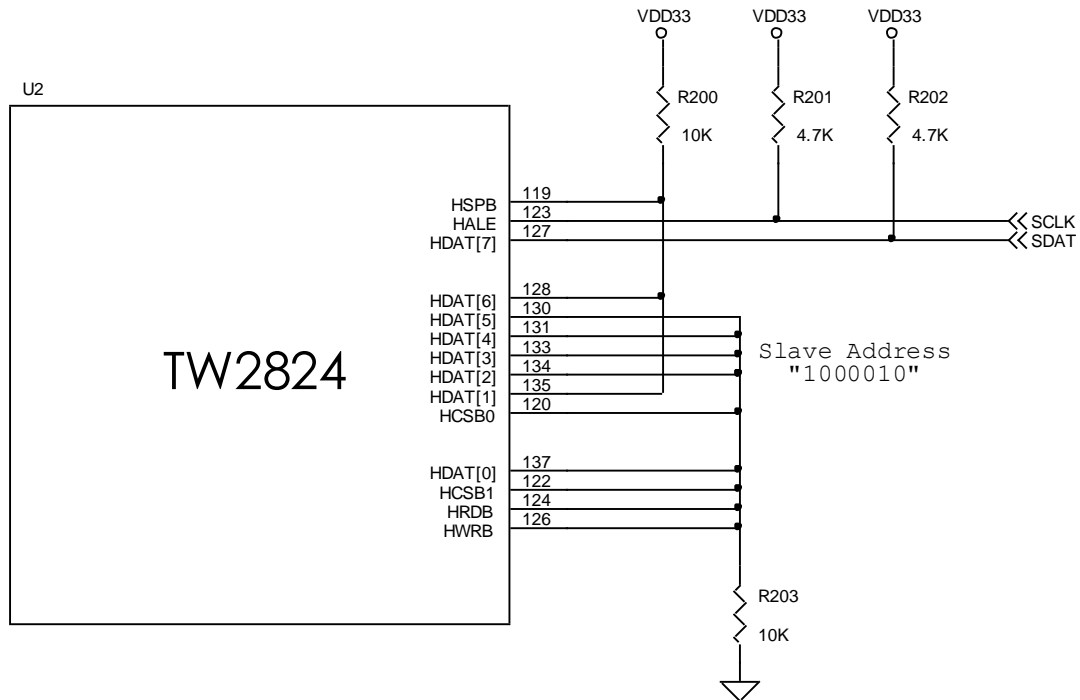 VDD33 VDD33 VDD33
U2
R200 R201 R202
10K 4.7K 4.7K
HSPB 119
HALE 123 SCLK
HDAT[7] 127 SDAT
HDAT[6] 128
HDAT[5] 130
HDAT[4] 131
HDAT[3] 133
HDAT[2] 134
HDAT[1] 135
HCSB0 120
Slave Address
"1000010"
TW2824
HDAT[0] 137
HCSB1 122
HRDB 124
HWRB 126
R203
10K